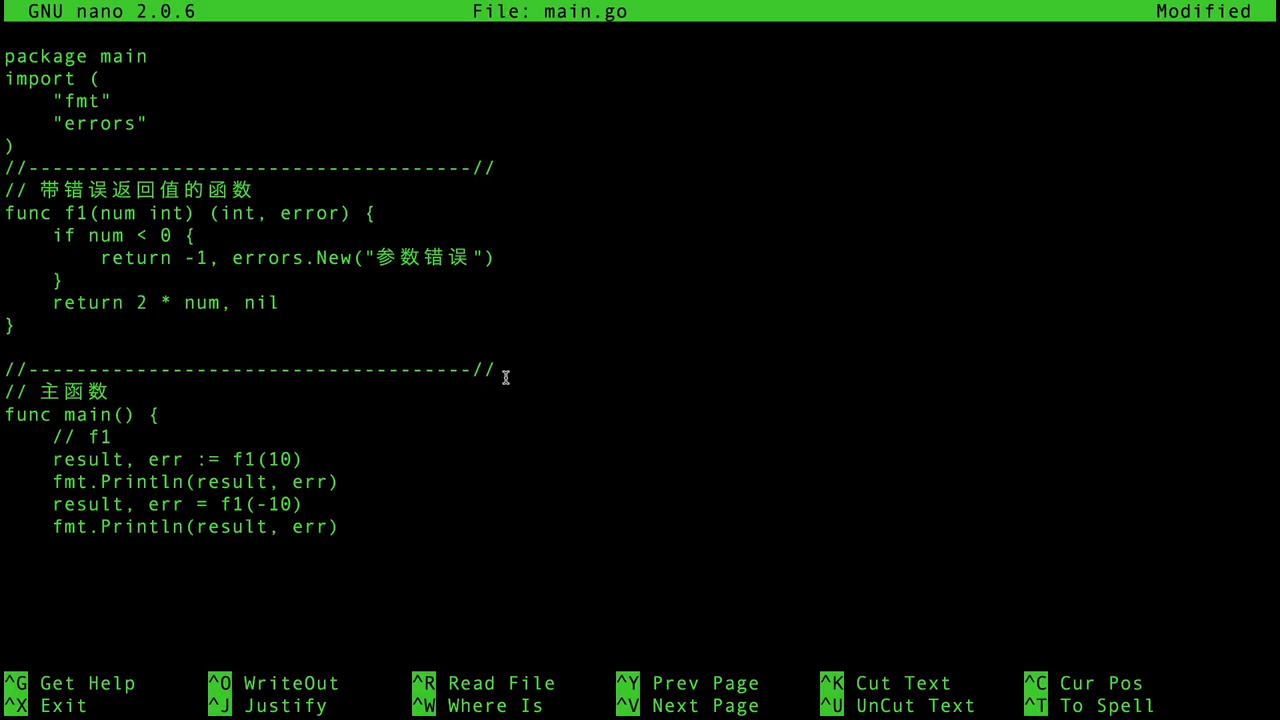 GNU nano 2.0.6 File: main.go Modified
package main
import (
    "fmt"
    "errors"
)
//-------------------------------------//
// 带错误返回值的函数
func f1(num int) (int, error) {
    if num < 0 {
        return -1, errors.New("参数错误")
    }
    return 2 * num, nil
}
//-------------------------------------//
// 主函数
func main() {
    // f1
    result, err := f1(10)
    fmt.Println(result, err)
    result, err = f1(-10)
    fmt.Println(result, err)
^G Get Help ^O WriteOut ^R Read File ^Y Prev Page ^K Cut Text ^C Cur Pos
^X Exit ^J Justify ^W Where Is ^V Next Page ^U UnCut Text ^T To Spell